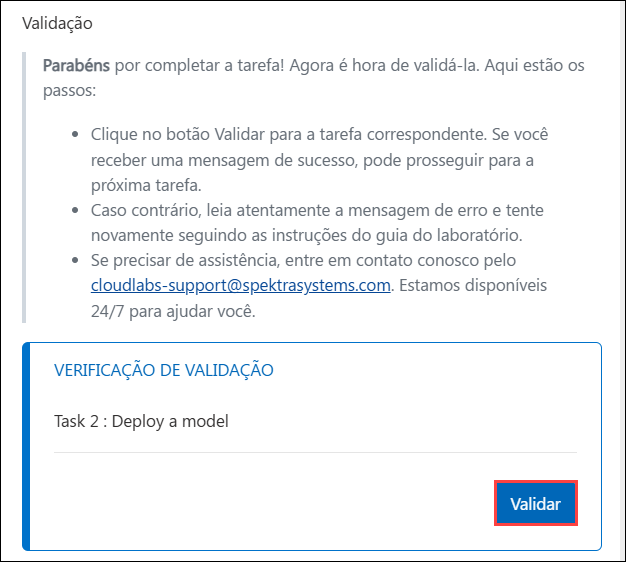 Validação
Parabéns por completar a tarefa! Agora é hora de validá-la. Aqui estão os
passos:
Clique no botão Validar para a tarefa correspondente. Se você
receber uma mensagem de sucesso, pode prosseguir para a
próxima tarefa.
Caso contrário, leia atentamente a mensagem de erro e tente
novamente seguindo as instruções do guia do laboratório.
Se precisar de assistência, entre em contato conosco pelo
cloudlabs-support@spektrasystems.com. Estamos disponíveis
24/7 para ajudar você.
VERIFICAÇÃO DE VALIDAÇÃO
Task 2 : Deploy a model
Validar